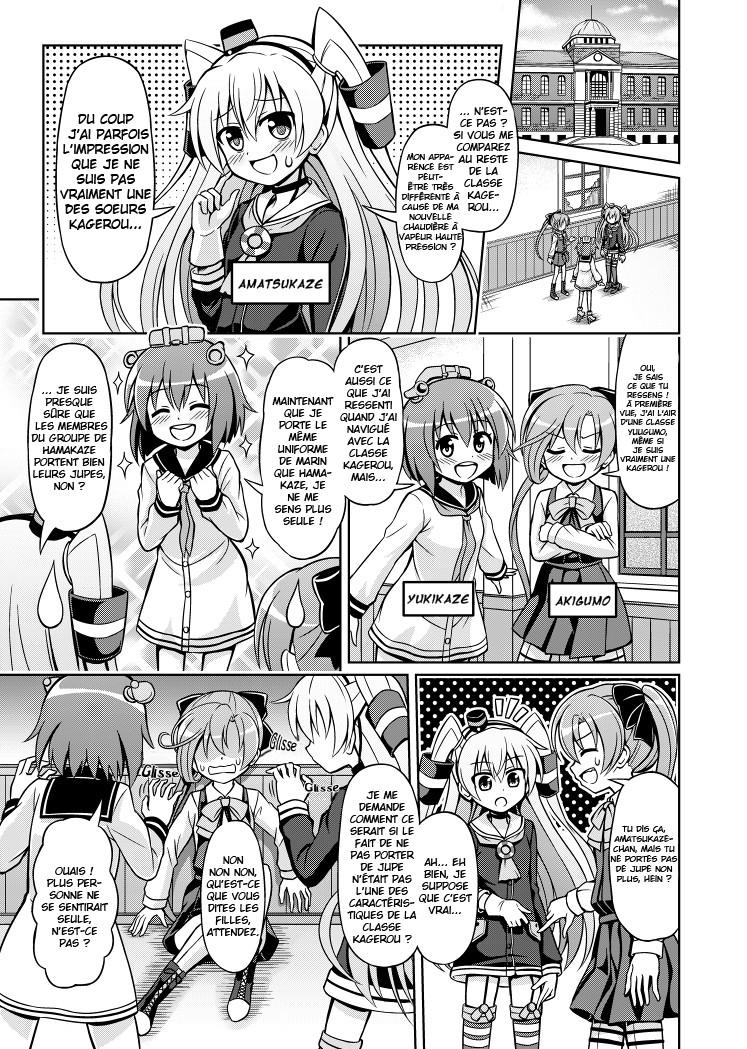 ... N'EST-
CE PAS ?
SI VOUS ME
COMPAREZ
AU RESTE
DE LA
CLASSE
KAGE-
ROU...
MON APPA-
RENCE EST
PEUT-
ÊTRE TRÈS
DIFFÉRENTE À
CAUSE DE MA
NOUVELLE
CHAUDIÈRE À
VAPEUR HAUTE
PRESSION ?
DU COUP
J'AI PARFOIS
L'IMPRESSION
QUE JE NE
SUIS PAS
VRAIMENT UNE
DES SOEURS
KAGEROU...
AMATSUKAZE
OUI,
JE SAIS
CE QUE TU
RESSENS !
À PREMIÈRE
VUE, J'AI L'AIR
D'UNE CLASSE
YUUGUMO,
MÊME SI
JE SUIS
VRAIMENT UNE
KAGEROU !
C'EST
AUSSI CE
QUE J'AI
RESSENTI
QUAND J'AI
NAVIGUÉ
AVEC LA
CLASSE
KAGEROU,
MAIS...
YUKIKAZE
AKIGUMO
MAINTENANT
QUE JE
PORTE LE
MÊME
UNIFORME
DE MARIN
QUE HAMA-
KAZE, JE
NE ME
SENS PLUS
SEULE !
... JE SUIS
PRESQUE
SÛRE QUE
LES MEMBRES
DU GROUPE DE
HAMAKAZE
PORTENT BIEN
LEURS JUPES,
NON ?
TU DIS ÇA,
AMATSUKAZE-
CHAN, MAIS TU
NE PORTES PAS
DE JUPE NON
PLUS, HEIN ?
AH... EH
BIEN, JE
SUPPOSE
QUE C'EST
VRAI...
JE ME
DEMANDE
COMMENT CE
SERAIT SI LE
FAIT DE NE
PAS PORTER
DE JUPE
N'ÉTAIT PAS
L'UNE DES
CARACTÉRIS-
TIQUES DE LA
CLASSE
KAGEROU ?
Glisse
Glisse
Glisse
NON
NON NON,
QU'EST-CE
QUE VOUS
DITES LES
FILLES,
ATTENDEZ.
OUAIS !
PLUS PER-
SONNE NE
SE SENTIRAIT
SEULE,
N'EST-CE
PAS ?